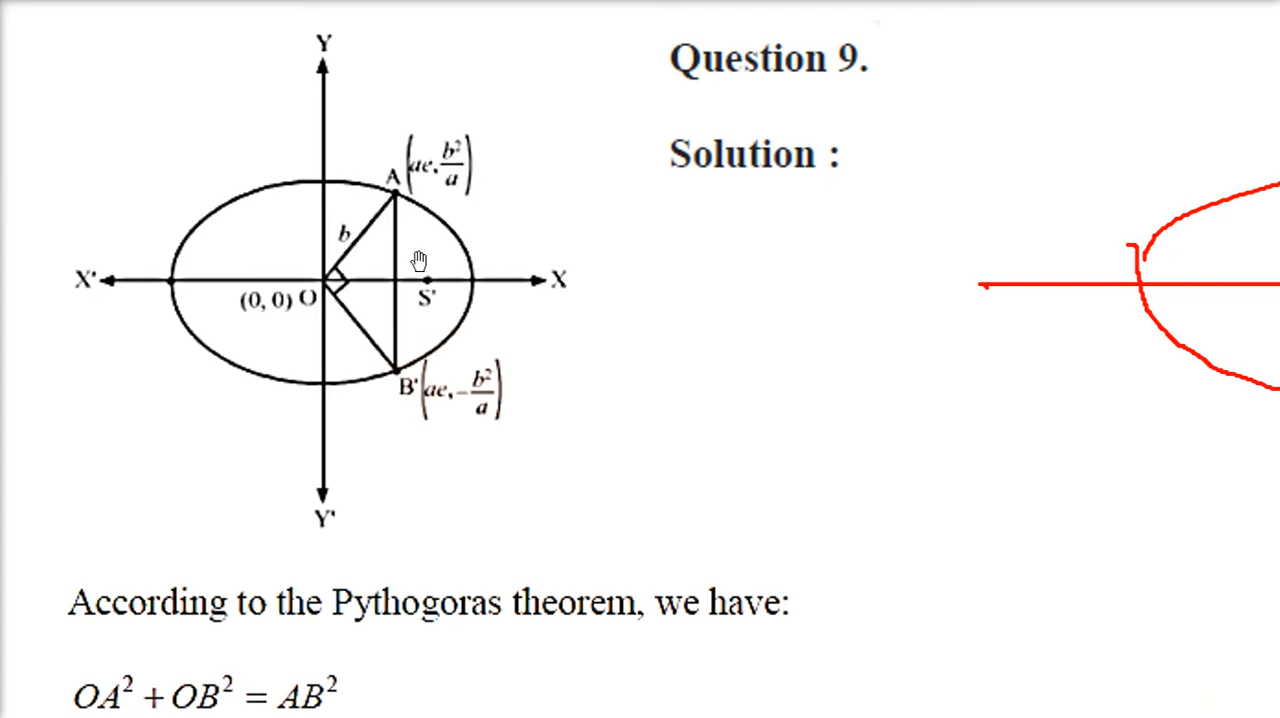 Y
Question 9.
A (ae, b²/a)
Solution :
b
X'
X
(0, 0) O
S'
B' (ae, -b²/a)
Y'
According to the Pythogoras theorem, we have:
OA² + OB² = AB²